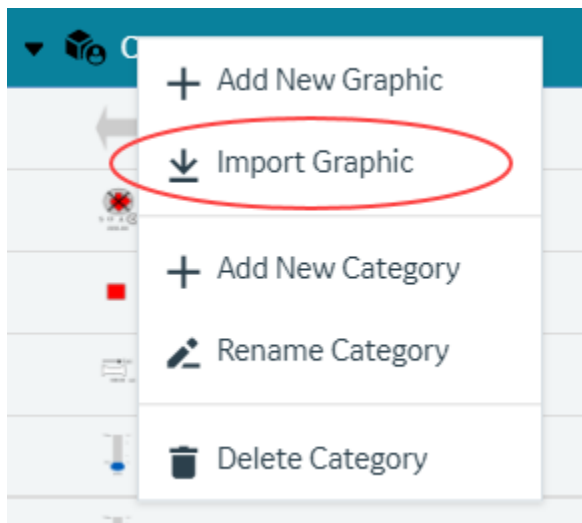 Add New Graphic
Import Graphic
Add New Category
Rename Category
Delete Category